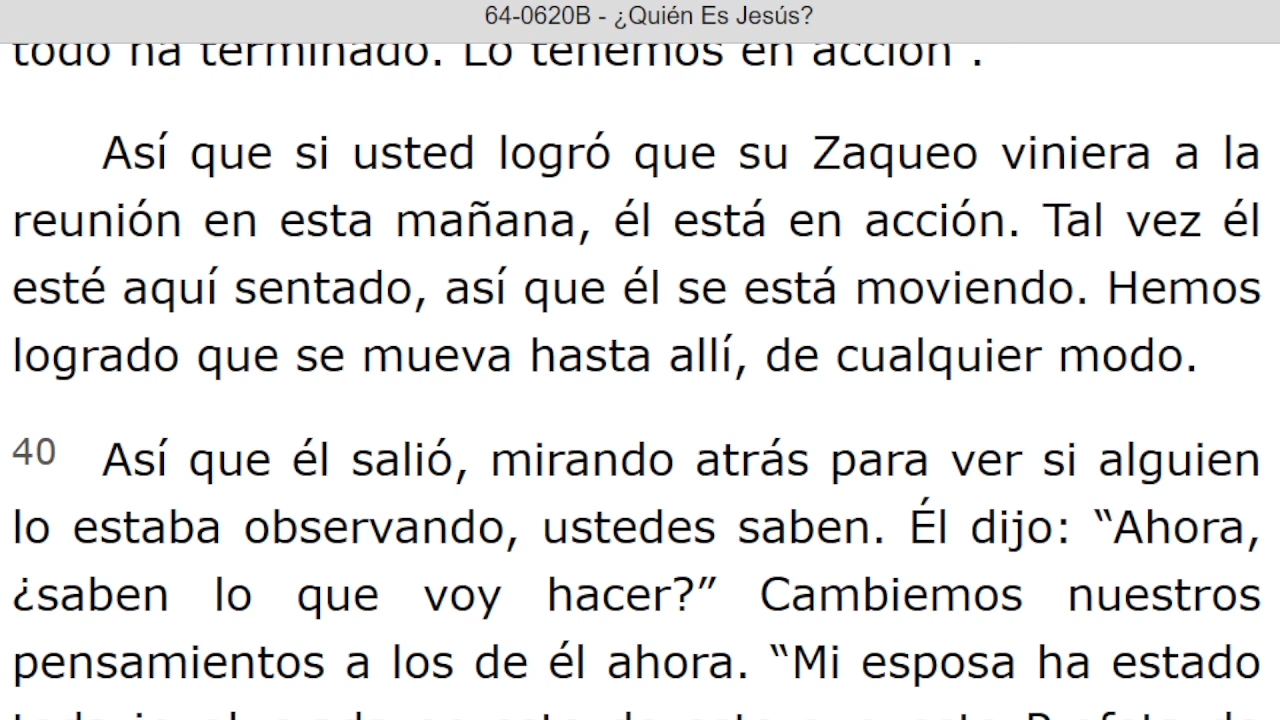 64-0620B - ¿Quién Es Jesús?
todo ha terminado. Lo tenemos en acción .
Así que si usted logró que su Zaqueo viniera a la
reunión en esta mañana, él está en acción. Tal vez él
esté aquí sentado, así que él se está moviendo. Hemos
logrado que se mueva hasta allí, de cualquier modo.
40 Así que él salió, mirando atrás para ver si alguien
lo estaba observando, ustedes saben. Él dijo: “Ahora,
¿saben lo que voy hacer?” Cambiemos nuestros
pensamientos a los de él ahora. “Mi esposa ha estado